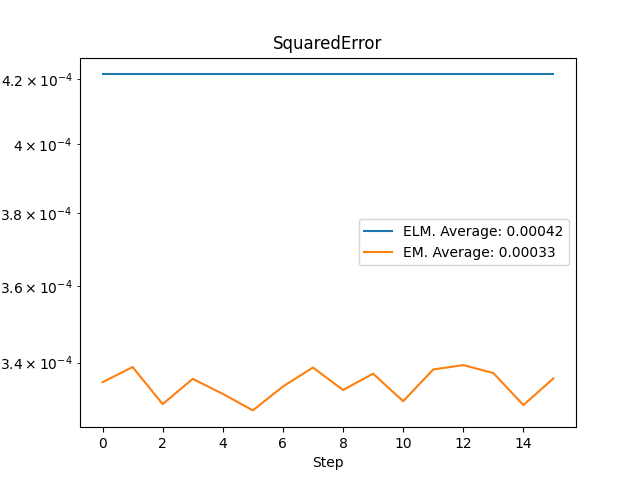 SquaredError
4.2 × 10⁻⁴
4 × 10⁻⁴
3.8 × 10⁻⁴
3.6 × 10⁻⁴
3.4 × 10⁻⁴
ELM. Average: 0.00042
EM. Average: 0.00033
0 2 4 6 8 10 12 14
Step